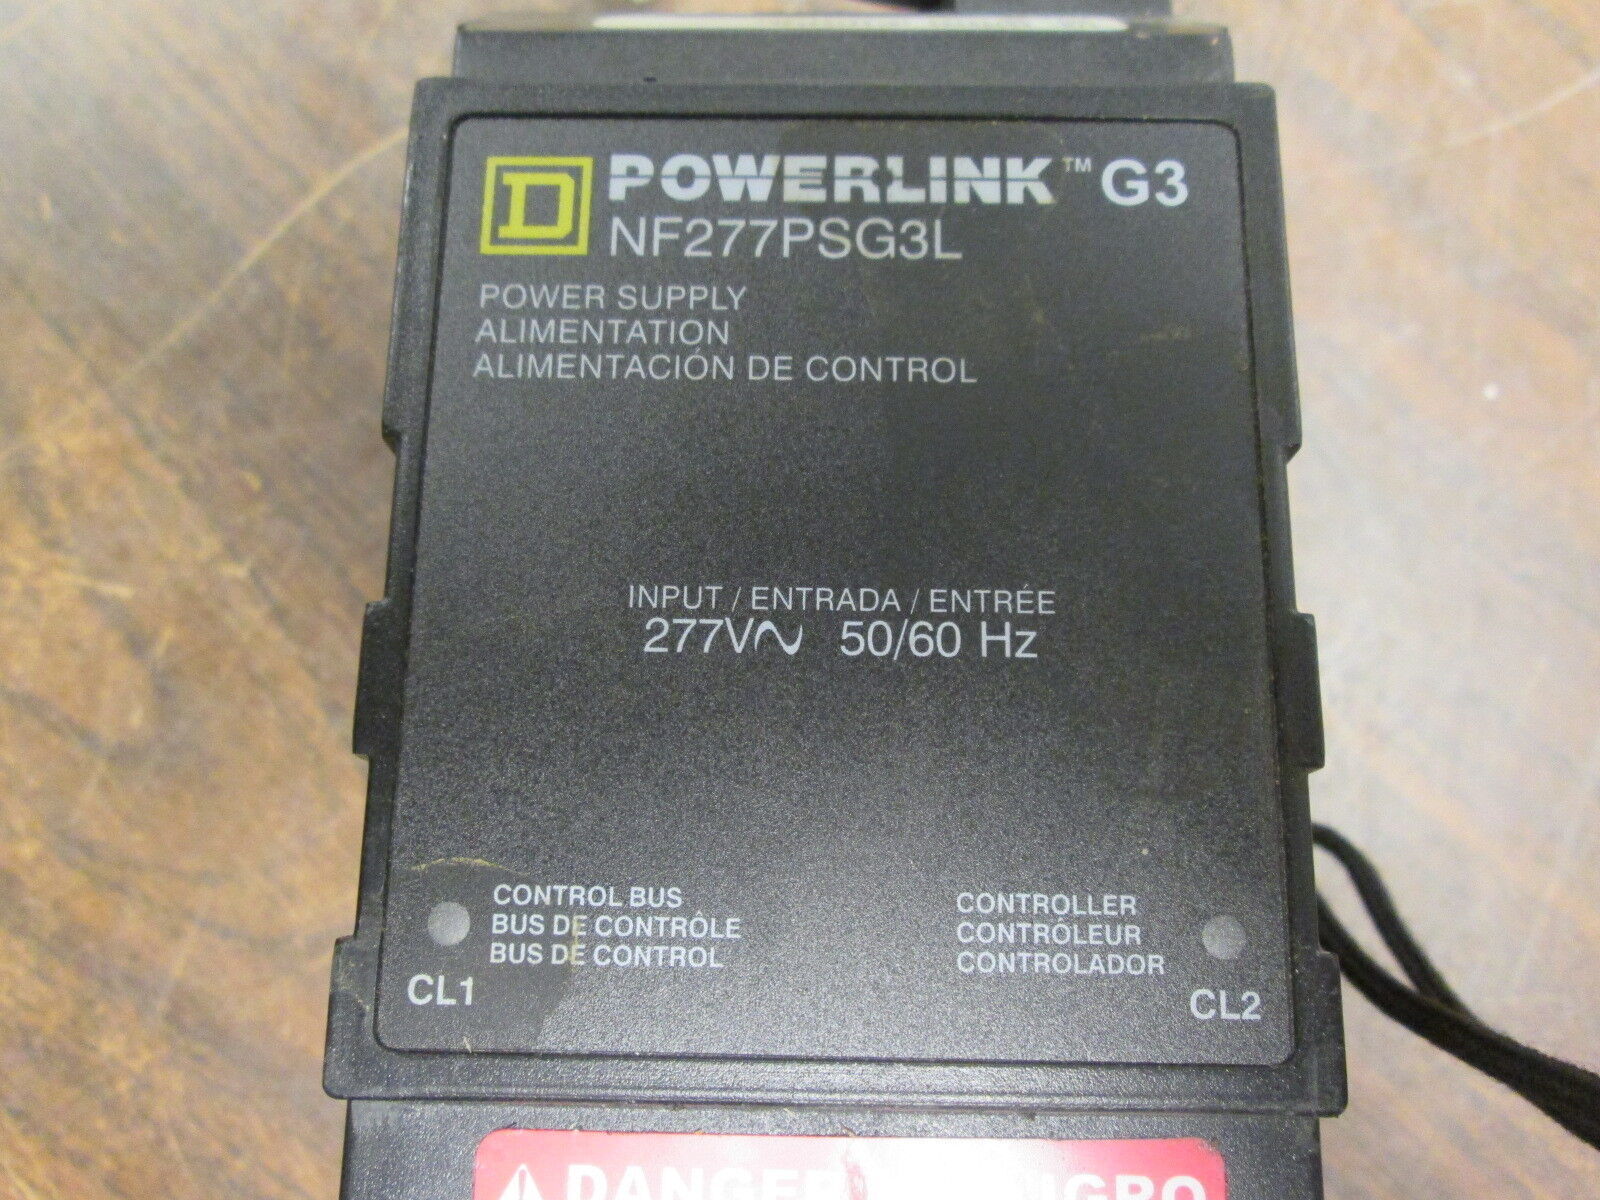 D POWERLINK™ G3
NF277PSG3L
POWER SUPPLY
ALIMENTATION
ALIMENTACIÓN DE CONTROL
INPUT / ENTRADA / ENTRÉE
277V∿ 50/60 Hz
CONTROL BUS
BUS DE CONTRÔLE
BUS DE CONTROL
CL1
CONTROLLER
CONTRÔLEUR
CONTROLADOR
CL2
DANGER